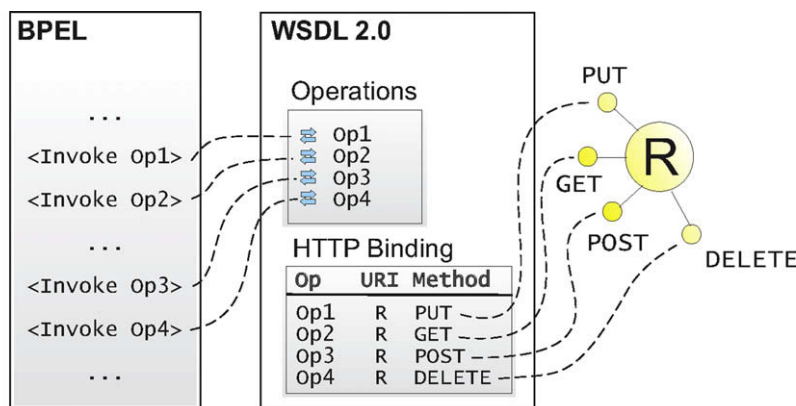 BPEL
...
<Invoke Op1>
<Invoke Op2>
...
<Invoke Op3>
<Invoke Op4>
...
WSDL 2.0
Operations
Op1
Op2
Op3
Op4
HTTP Binding
Op URI Method
Op1 R PUT
Op2 R GET
Op3 R POST
Op4 R DELETE
PUT
R
GET
POST
DELETE